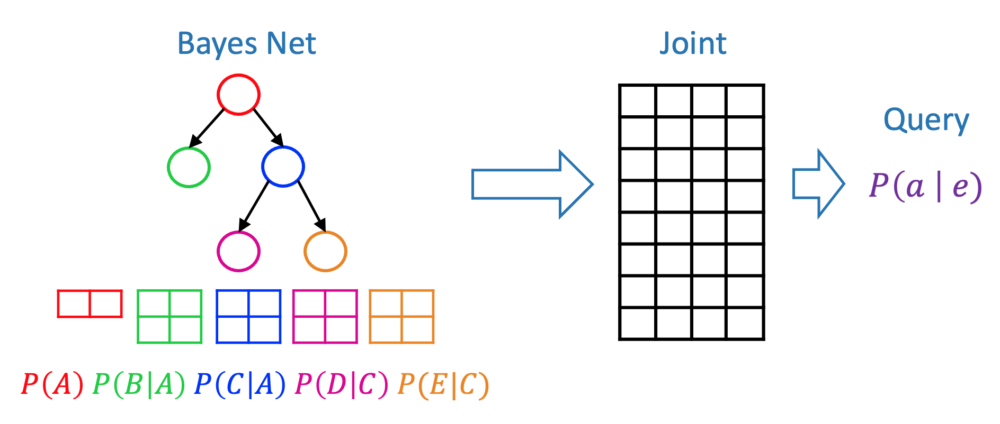 Bayes Net
Joint
Query
P(a | e)
P(A) P(B|A) P(C|A) P(D|C) P(E|C)